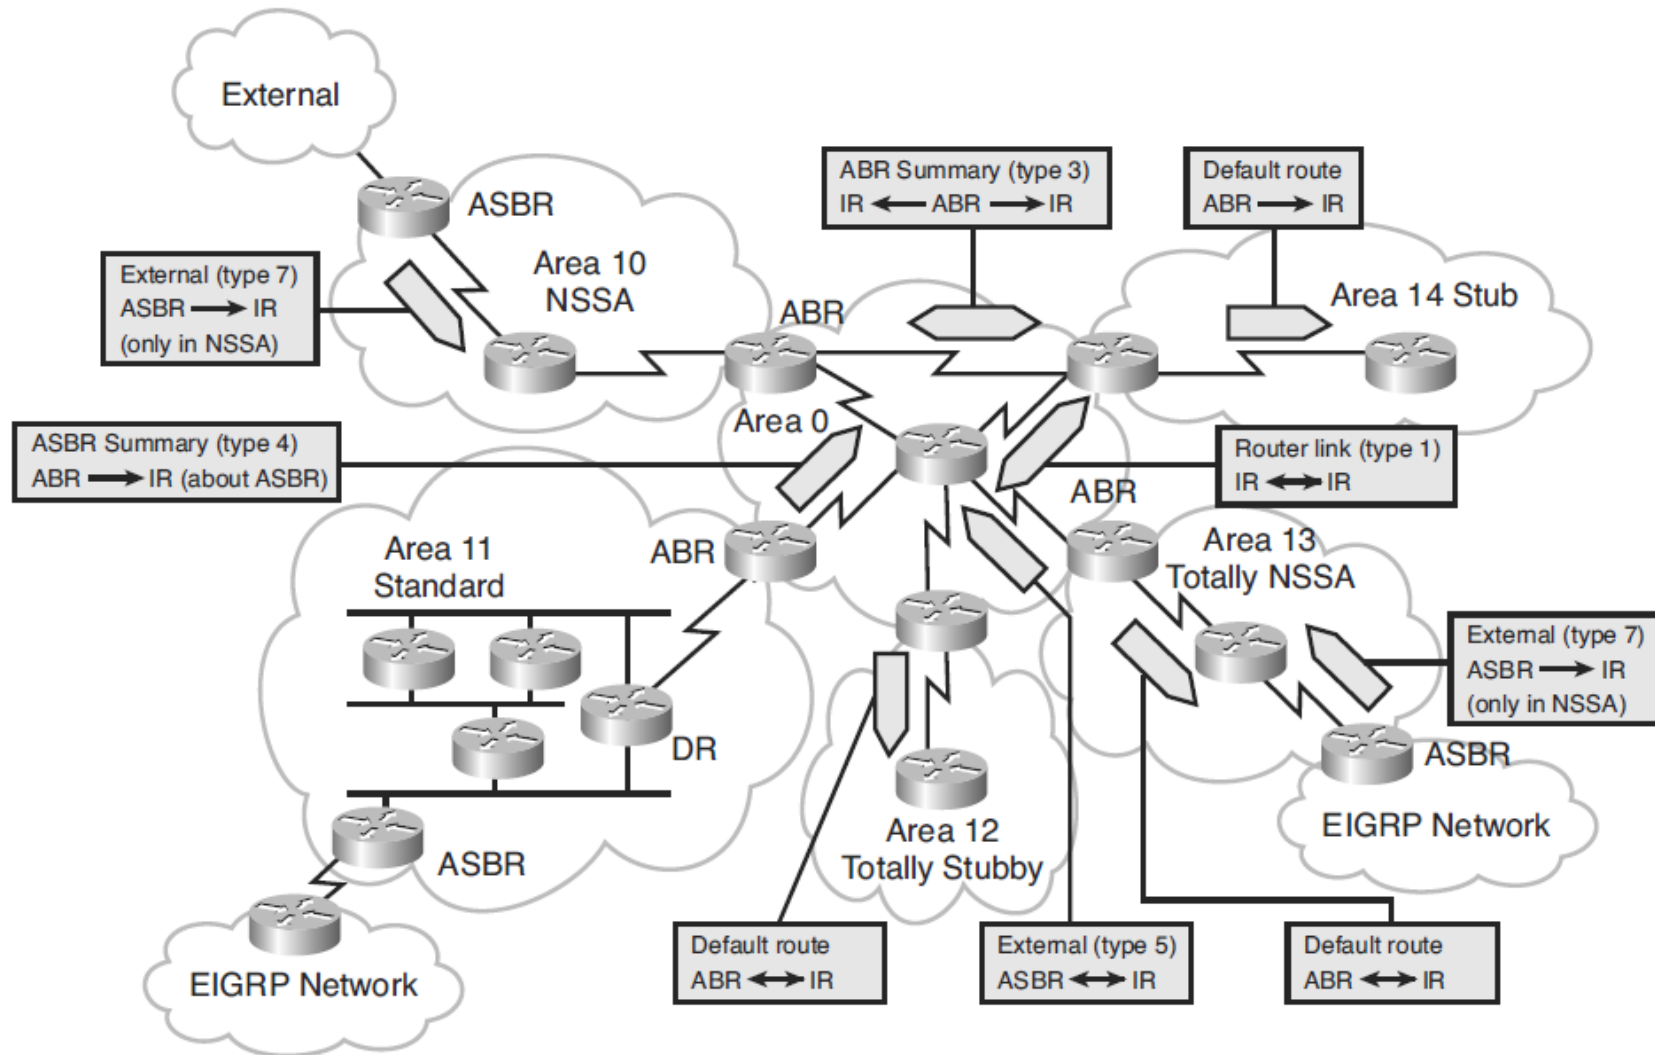 External
ASBR
ABR Summary (type 3)
IR ← ABR → IR
Default route
ABR → IR
External (type 7)
ASBR → IR
(only in NSSA)
Area 10
NSSA
ABR
Area 14 Stub
Area 0
ASBR Summary (type 4)
ABR → IR (about ASBR)
Router link (type 1)
IR ↔ IR
ABR
Area 11
Standard
ABR
Area 13
Totally NSSA
External (type 7)
ASBR → IR
(only in NSSA)
DR
ASBR
EIGRP Network
Area 12
Totally Stubby
ASBR
EIGRP Network
Default route
ABR ↔ IR
External (type 5)
ASBR ↔ IR
Default route
ABR ↔ IR